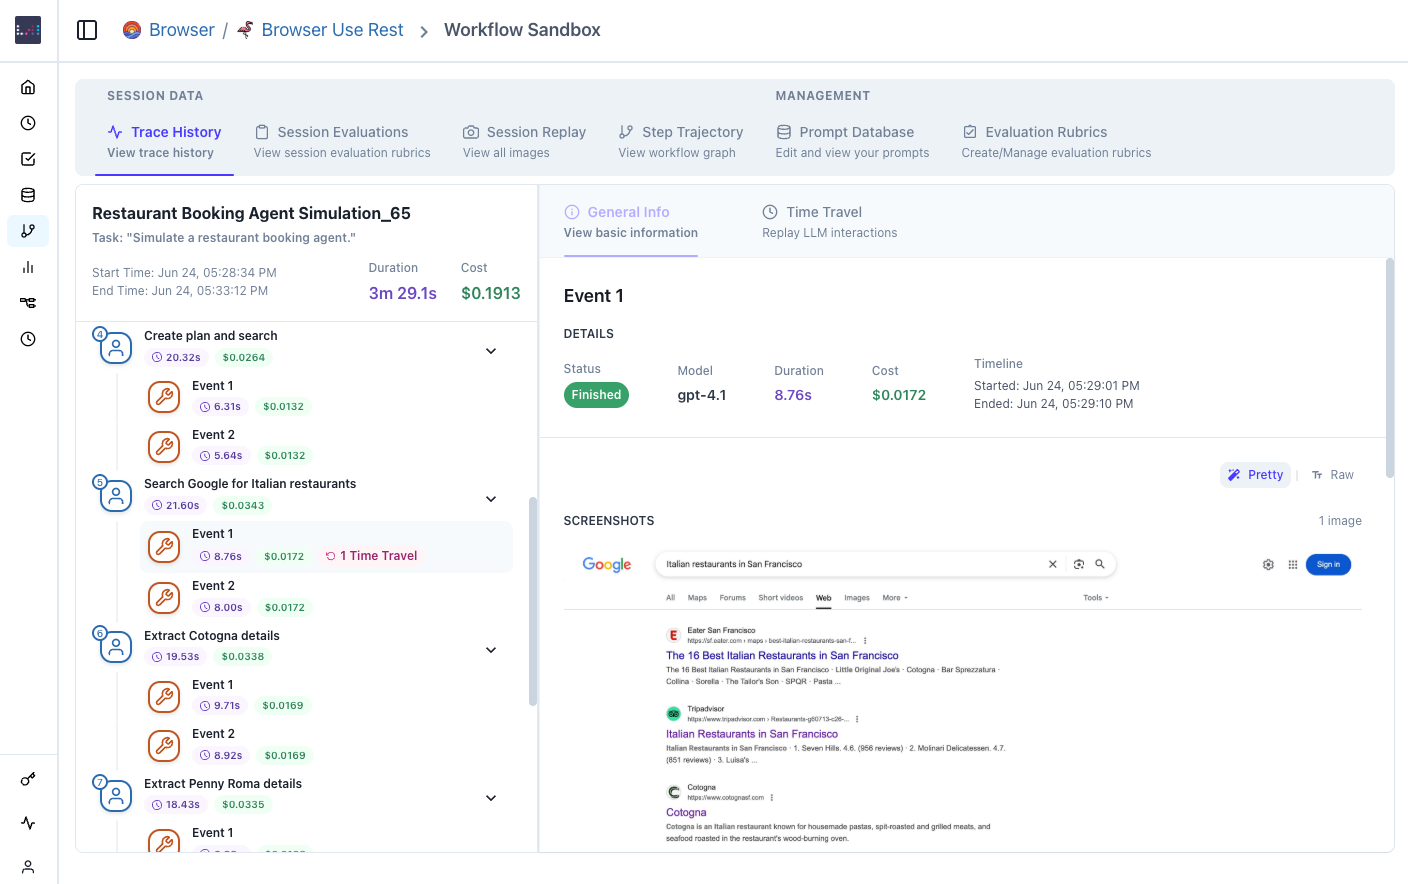 Browser / Browser Use Rest > Workflow Sandbox
SESSION DATA
MANAGEMENT
Trace History
View trace history
Session Evaluations
View session evaluation rubrics
Session Replay
View all images
Step Trajectory
View workflow graph
Prompt Database
Edit and view your prompts
Evaluation Rubrics
Create/Manage evaluation rubrics
Restaurant Booking Agent Simulation_65
Task: "Simulate a restaurant booking agent."
Start Time: Jun 24, 05:28:34 PM
End Time: Jun 24, 05:33:12 PM
Duration
3m 29.1s
Cost
$0.1913
4
Create plan and search
20.32s $0.0264
Event 1
6.31s $0.0132
Event 2
5.64s $0.0132
5
Search Google for Italian restaurants
21.60s $0.0343
Event 1
8.76s $0.0172 1 Time Travel
Event 2
8.00s $0.0172
6
Extract Cotogna details
19.53s $0.0338
Event 1
9.71s $0.0169
Event 2
8.92s $0.0169
7
Extract Penny Roma details
18.43s $0.0335
Event 1
General Info
View basic information
Time Travel
Replay LLM interactions
Event 1
DETAILS
Status
Finished
Model
gpt-4.1
Duration
8.76s
Cost
$0.0172
Timeline
Started: Jun 24, 05:29:01 PM
Ended: Jun 24, 05:29:10 PM
Pretty | Raw
SCREENSHOTS
1 image
Google
Italian restaurants in San Francisco
Sign in
All Maps Forums Short videos Web Images More Tools
E
Eater San Francisco
https://sf.eater.com › maps › best-italian-restaurants-san-f...
The 16 Best Italian Restaurants in San Francisco
The 16 Best Italian Restaurants in San Francisco · Little Original Joe's · Cotogna · Bar Sprezzatura ·
Collina · Sorella · The Tailor's Son · SPQR · Pasta ...
Tripadvisor
https://www.tripadvisor.com › Restaurants-g60713-c26-...
Italian Restaurants in San Francisco
Italian Restaurants in San Francisco · 1. Seven Hills. 4.6. (956 reviews) · 2. Molinari Delicatessen. 4.7.
(851 reviews) · 3. Luisa's ...
C
Cotogna
https://www.cotognasf.com
Cotogna
Cotogna is an Italian restaurant known for housemade pastas, spit-roasted and grilled meats, and
seafood roasted in the restaurant's wood-burning oven.